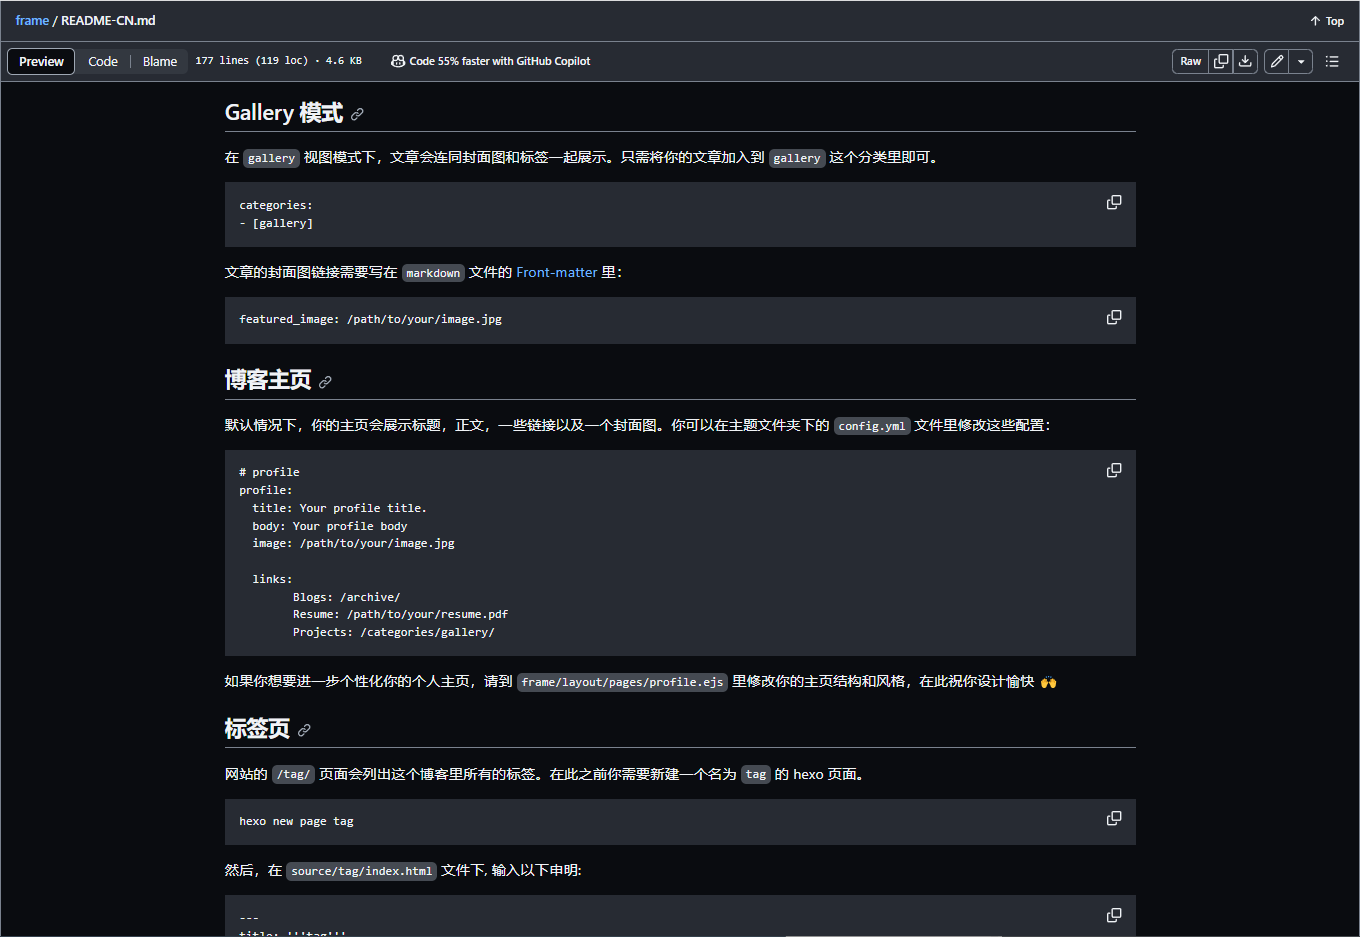 frame / README-CN.md
Top
Preview
Code
Blame
177 lines (119 loc) · 4.6 KB
Code 55% faster with GitHub Copilot
Raw
Gallery 模式
在 gallery 视图模式下，文章会连同封面图和标签一起展示。只需将你的文章加入到 gallery 这个分类里即可。
categories:
- [gallery]
文章的封面图链接需要写在 markdown 文件的 Front-matter 里：
featured_image: /path/to/your/image.jpg
博客主页
默认情况下，你的主页会展示标题，正文，一些链接以及一个封面图。你可以在主题文件夹下的 config.yml 文件里修改这些配置：
# profile
profile:
  title: Your profile title.
  body: Your profile body
  image: /path/to/your/image.jpg
  links:
        Blogs: /archive/
        Resume: /path/to/your/resume.pdf
        Projects: /categories/gallery/
如果你想要进一步个性化你的个人主页，请到 frame/layout/pages/profile.ejs 里修改你的主页结构和风格，在此祝你设计愉快 🙌
标签页
网站的 /tag/ 页面会列出这个博客里所有的标签。在此之前你需要新建一个名为 tag 的 hexo 页面。
hexo new page tag
然后，在 source/tag/index.html 文件下, 输入以下申明:
---
title: '''tag'''